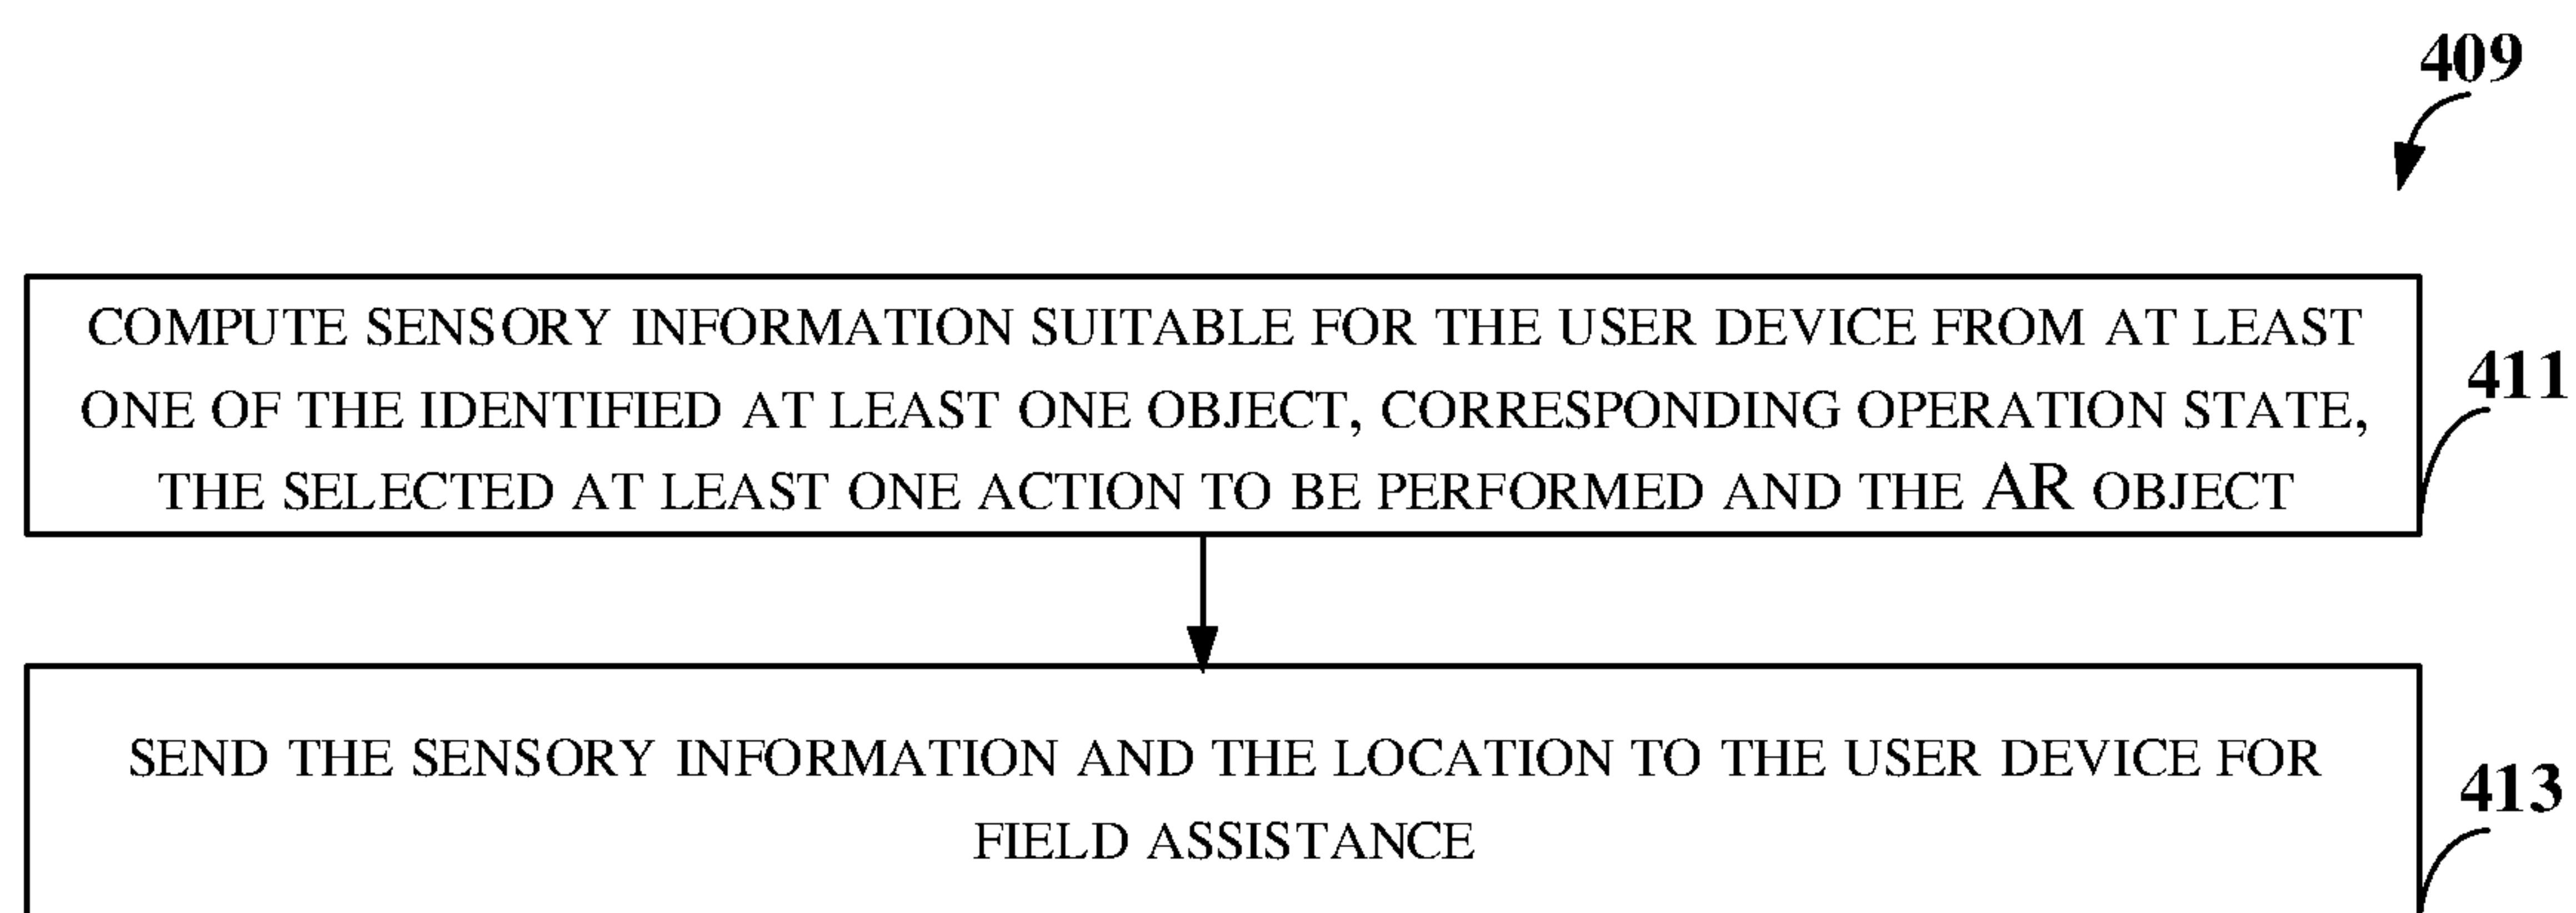 409
COMPUTE SENSORY INFORMATION SUITABLE FOR THE USER DEVICE FROM AT LEAST
ONE OF THE IDENTIFIED AT LEAST ONE OBJECT, CORRESPONDING OPERATION STATE,
THE SELECTED AT LEAST ONE ACTION TO BE PERFORMED AND THE AR OBJECT
411
SEND THE SENSORY INFORMATION AND THE LOCATION TO THE USER DEVICE FOR
FIELD ASSISTANCE
413